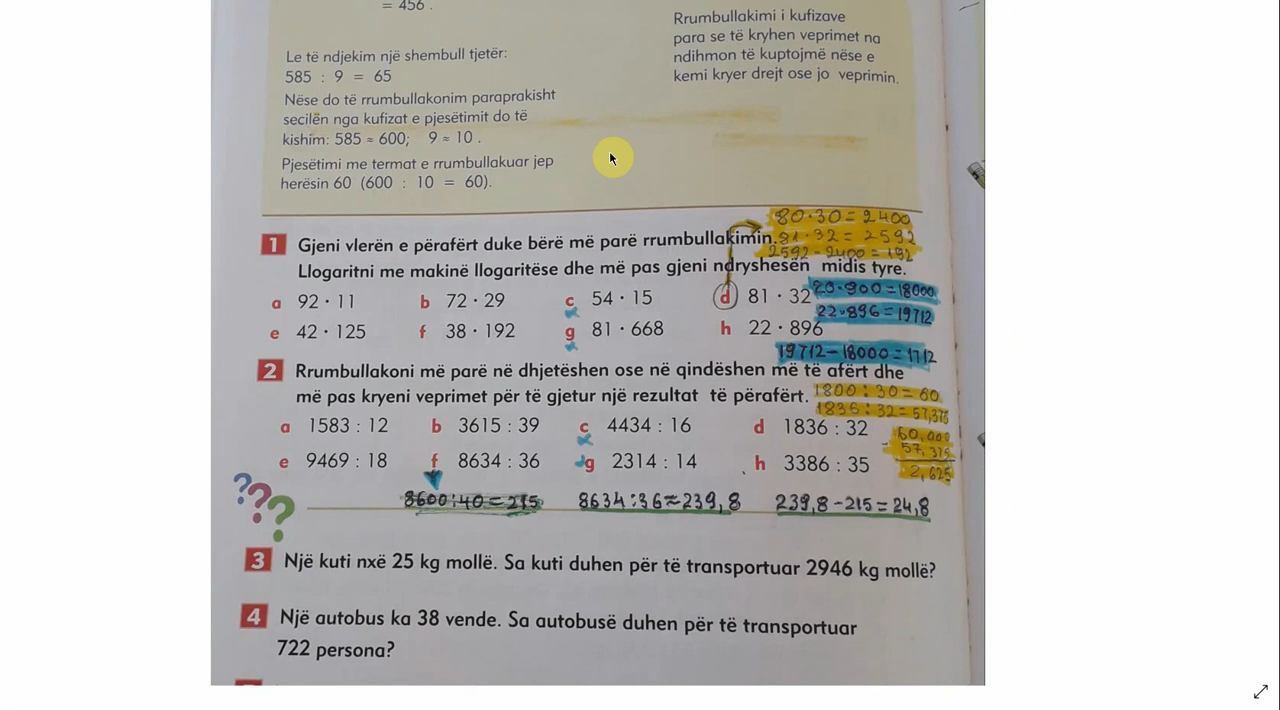 = 456 .
Le të ndjekim një shembull tjetër:
585 : 9 = 65
Nëse do të rrumbullakonim paraprakisht
secilën nga kufizat e pjesëtimit do të
kishim: 585 ≈ 600; 9 ≈ 10 .
Pjesëtimi me termat e rrumbullakuar jep
herësin 60 (600 : 10 = 60).
Rrumbullakimi i kufizave
para se të kryhen veprimet na
ndihmon të kuptojmë nëse e
kemi kryer drejt ose jo veprimin.
80·30 = 2400
81·32 = 2592
2592 - 2400 = 192
1 Gjeni vlerën e përafërt duke bërë më parë rrumbullakimin.
Llogaritni me makinë llogaritëse dhe më pas gjeni ndryshesën midis tyre.
a 92 · 11 b 72 · 29 c 54 · 15 d 81 · 32
20·900 = 18000
22·896 = 19712
e 42 · 125 f 38 · 192 g 81 · 668 h 22 · 896
19712 - 18000 = 1712
2 Rrumbullakoni më parë në dhjetëshen ose në qindëshen më të afërt dhe
më pas kryeni veprimet për të gjetur një rezultat të përafërt.
1800 : 30 = 60
1836 : 32 = 57,375
a 1583 : 12 b 3615 : 39 c 4434 : 16 d 1836 : 32
60,000
- 57,375
2,625
e 9469 : 18 f 8634 : 36 g 2314 : 14 h 3386 : 35
???
8600 : 40 = 215 8634 : 36 ≈ 239,8 239,8 - 215 = 24,8
3 Një kuti nxë 25 kg mollë. Sa kuti duhen për të transportuar 2946 kg mollë?
4 Një autobus ka 38 vende. Sa autobusë duhen për të transportuar
722 persona?